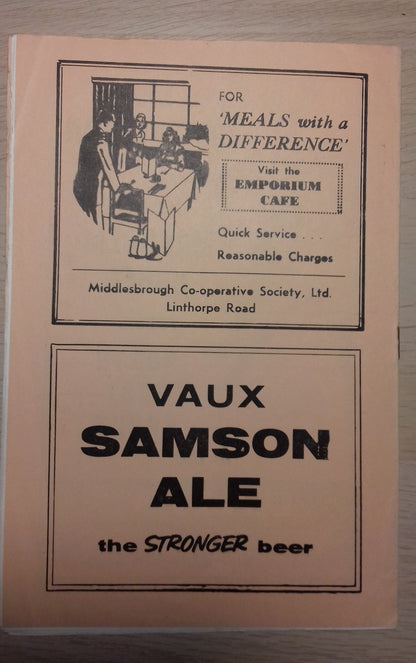 FOR
'MEALS with a
DIFFERENCE'
Visit the
EMPORIUM
CAFE
Quick Service . . .
Reasonable Charges
Middlesbrough Co-operative Society, Ltd.
Linthorpe Road
VAUX
SAMSON
ALE
the STRONGER beer